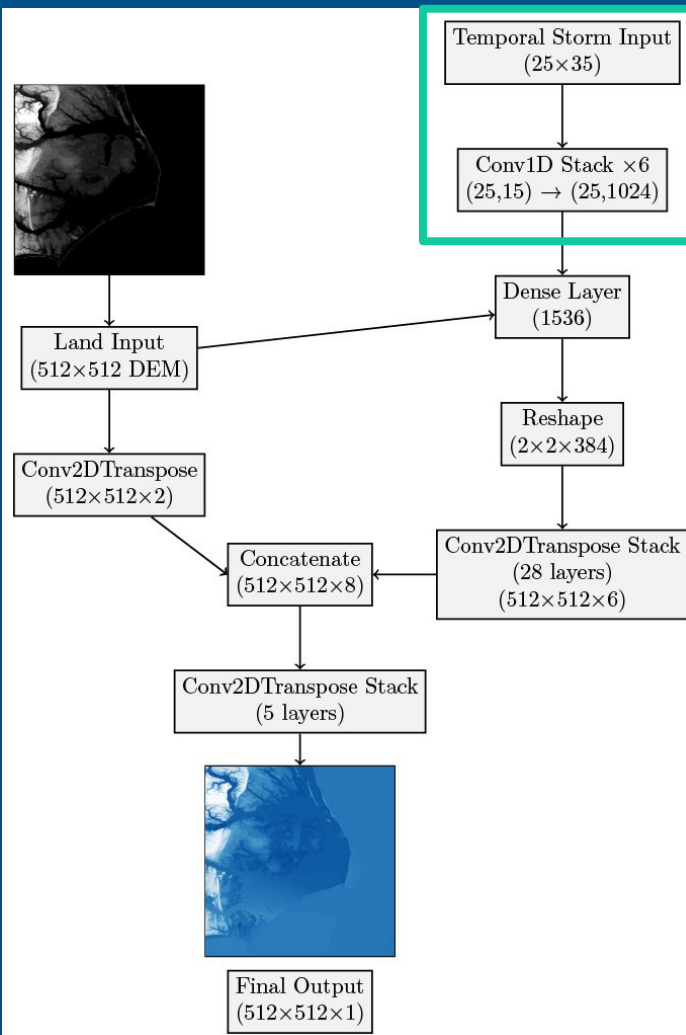 Temporal Storm Input
(25×35)
Conv1D Stack ×6
(25,15) → (25,1024)
Dense Layer
(1536)
Land Input
(512×512 DEM)
Reshape
(2×2×384)
Conv2DTranspose
(512×512×2)
Conv2DTranspose Stack
(28 layers)
(512×512×6)
Concatenate
(512×512×8)
Conv2DTranspose Stack
(5 layers)
Final Output
(512×512×1)